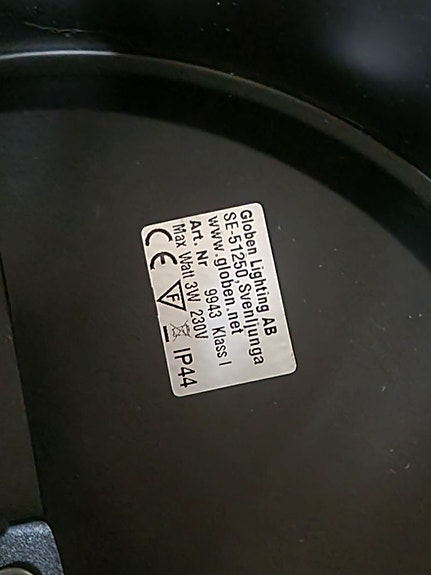 Globen Lighting AB
SE-51250, Svenljunga
www.globen.net
Art. Nr 9943 Klass I
Max Watt 3W 230V
CE F IP44